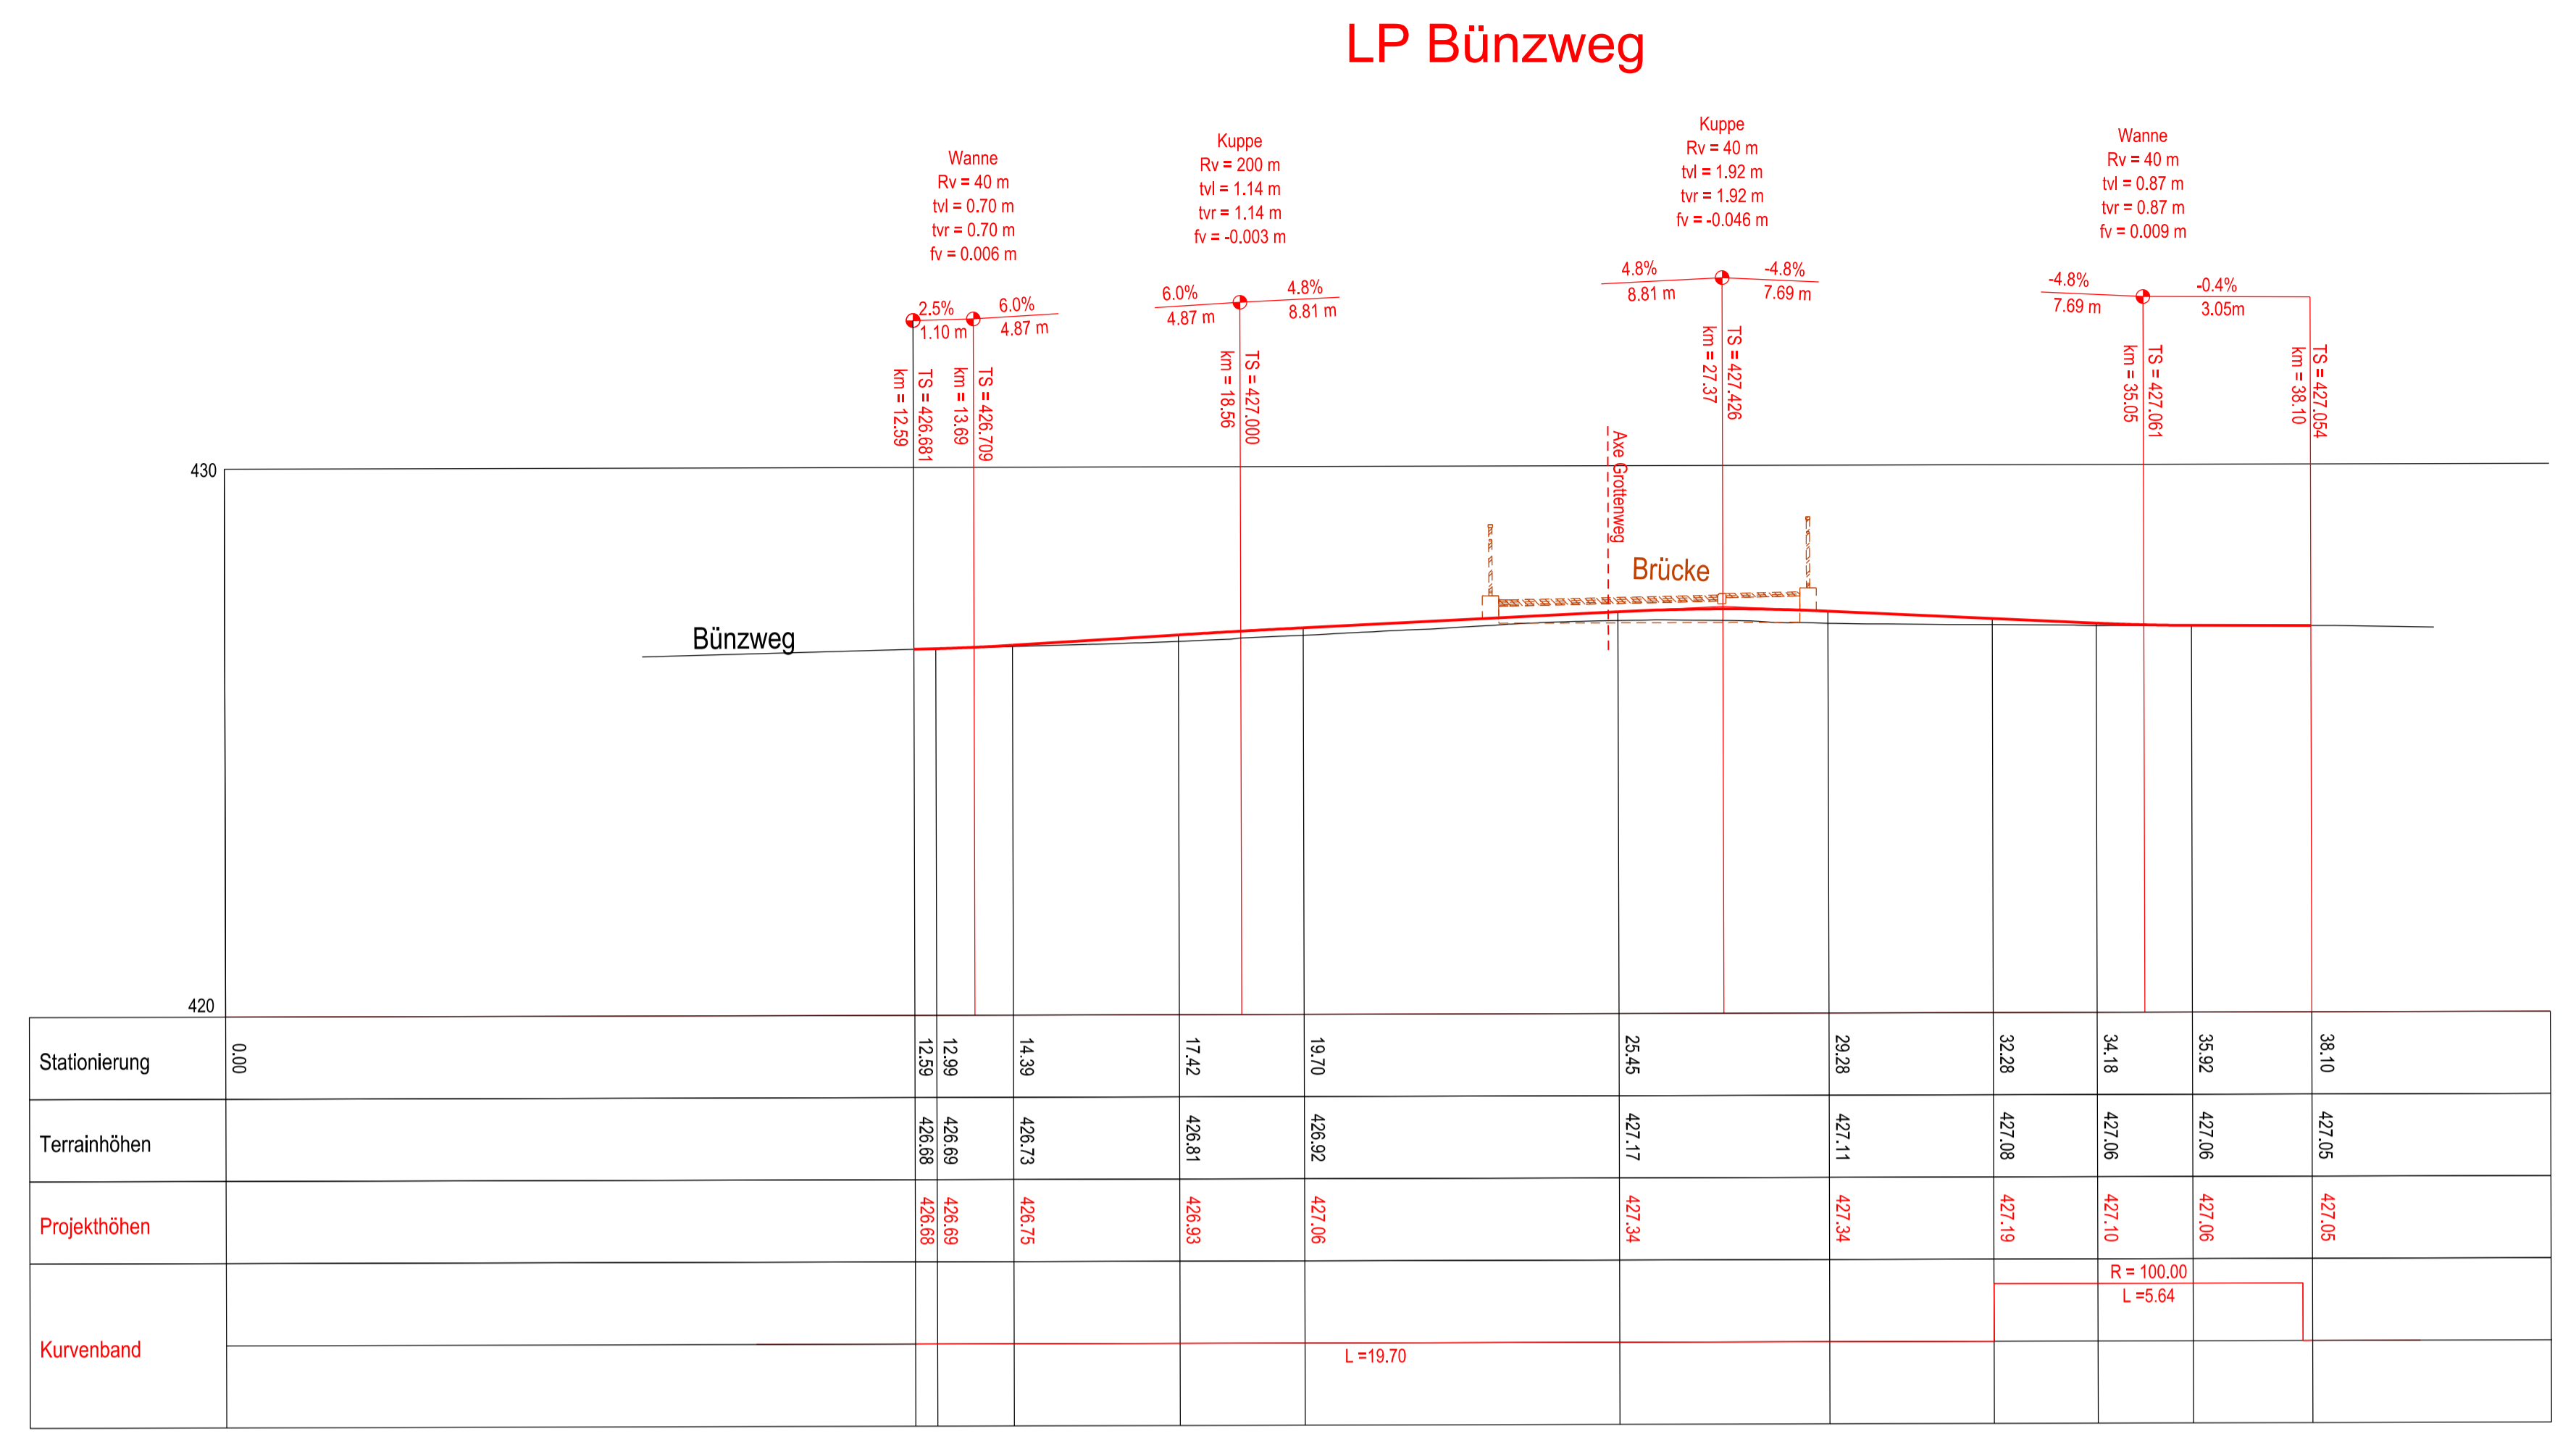 LP Bünzweg
Wanne
Rv = 40 m
tvl = 0.70 m
tvr = 0.70 m
fv = 0.006 m
Kuppe
Rv = 200 m
tvl = 1.14 m
tvr = 1.14 m
fv = -0.003 m
Kuppe
Rv = 40 m
tvl = 1.92 m
tvr = 1.92 m
fv = -0.046 m
Wanne
Rv = 40 m
tvl = 0.87 m
tvr = 0.87 m
fv = 0.009 m
2.5%
1.10 m
6.0%
4.87 m
6.0%
4.87 m
4.8%
8.81 m
4.8%
8.81 m
-4.8%
7.69 m
-4.8%
7.69 m
-0.4%
3.05m
km = 12.59
TS = 426.681
km = 13.69
TS = 426.709
km = 18.56
TS = 427.000
km = 27.37
TS = 427.426
km = 35.05
TS = 427.061
km = 38.10
TS = 427.054
430
Axe Grottenweg
Brücke
Bünzweg
420
Stationierung 0.00 12.59 12.99 14.39 17.42 19.70 25.45 29.28 32.28 34.18 35.92 38.10
Terrainhöhen 426.68 426.69 426.73 426.81 426.92 427.17 427.11 427.08 427.06 427.06 427.05
Projekthöhen 426.68 426.69 426.75 426.93 427.06 427.34 427.34 427.19 427.10 427.06 427.05
Kurvenband
R = 100.00
L =5.64
L =19.70